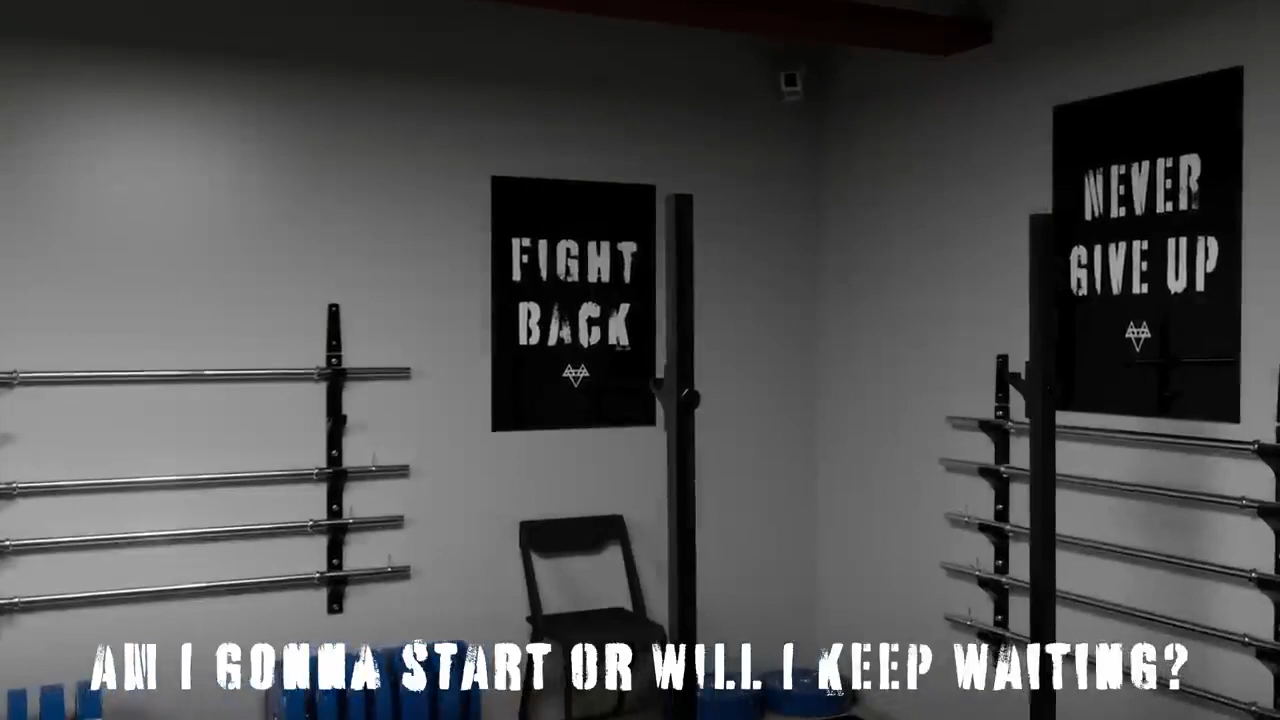 FIGHT
BACK
NEVER
GIVE UP
AM I GONNA START OR WILL I KEEP WAITING?